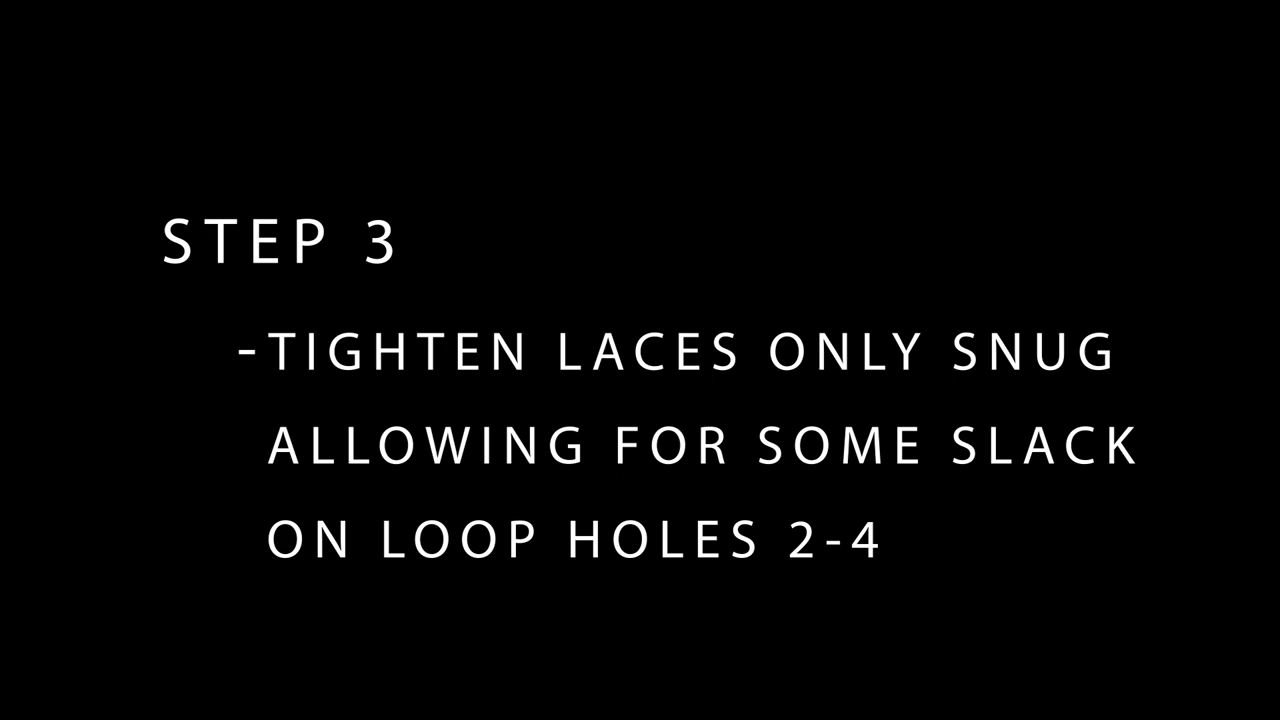 STEP 3
-TIGHTEN LACES ONLY SNUG
ALLOWING FOR SOME SLACK
ON LOOP HOLES 2-4